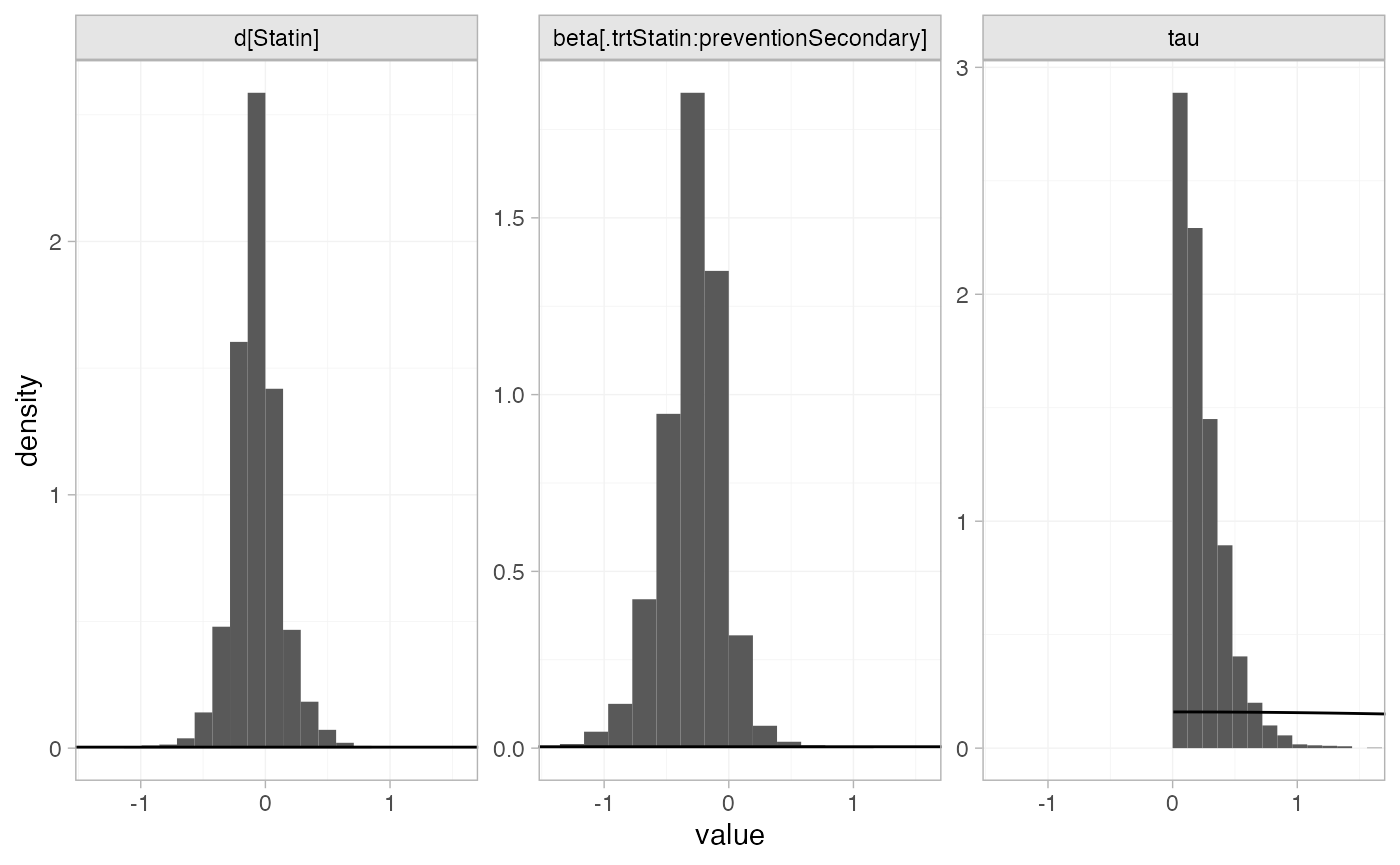 d[Statin]
beta[.trtStatin:preventionSecondary]
tau
density
2
1
0
1.5
1.0
0.5
0.0
3
2
1
0
-1 0 1
-1 0 1
-1 0 1
value